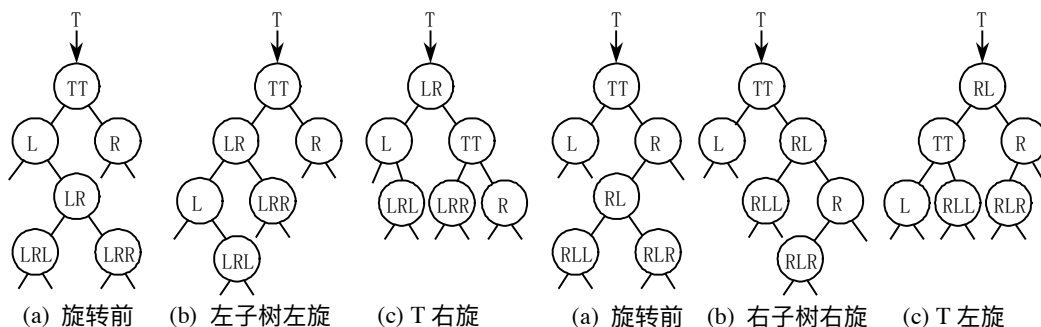 T T T T T T
TT TT LR TT TT RL
L R LR R L TT L R L RL TT R
LR L LRR LRL LRR R RL RLL R L RLL RLR
LRL LRR LRL RLL RLR RLR
(a) 旋转前 (b) 左子树左旋 (c) T 右旋 (a) 旋转前 (b) 右子树右旋 (c) T 左旋